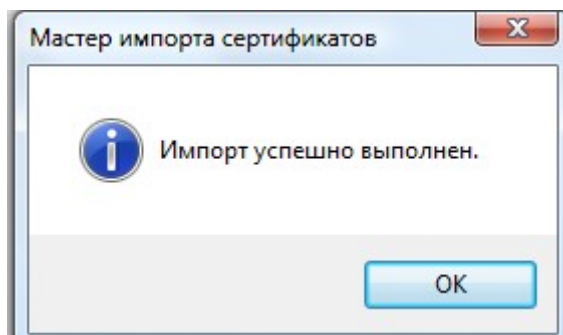 Мастер импорта сертификатов
Импорт успешно выполнен.
OK